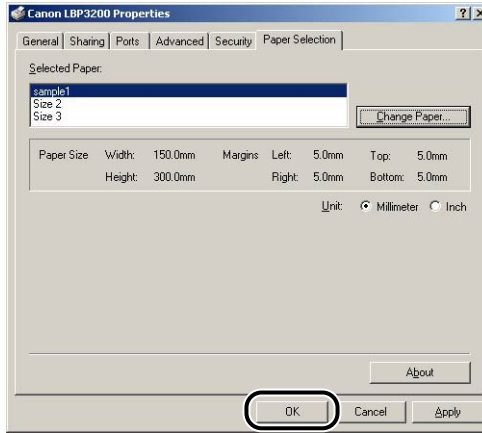 Canon LBP3200 Properties
General Sharing Ports Advanced Security Paper Selection
Selected Paper:
sample1
Size 2
Size 3
Change Paper...
Paper Size Width: 150.0mm Margins Left: 5.0mm Top: 5.0mm
Height: 300.0mm Right: 5.0mm Bottom: 5.0mm
Unit: Millimeter Inch
About
OK Cancel Apply